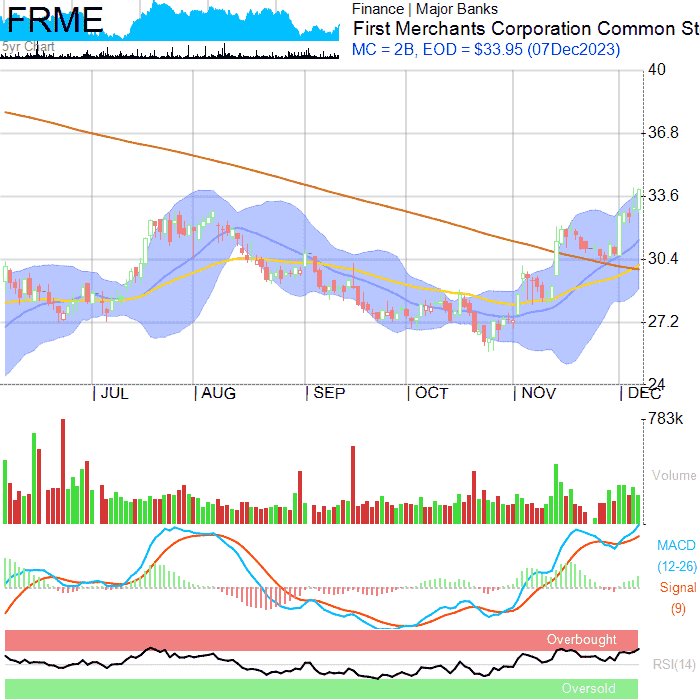 FRME
5yr Chart
Finance | Major Banks
First Merchants Corporation Common St
MC = 2B, EOD = $33.95 (07Dec2023)
40
36.8
33.6
30.4
27.2
24
JUL AUG SEP OCT NOV DEC
783k
Volume
MACD
(12-26)
Signal
(9)
Overbought
RSI(14)
Oversold